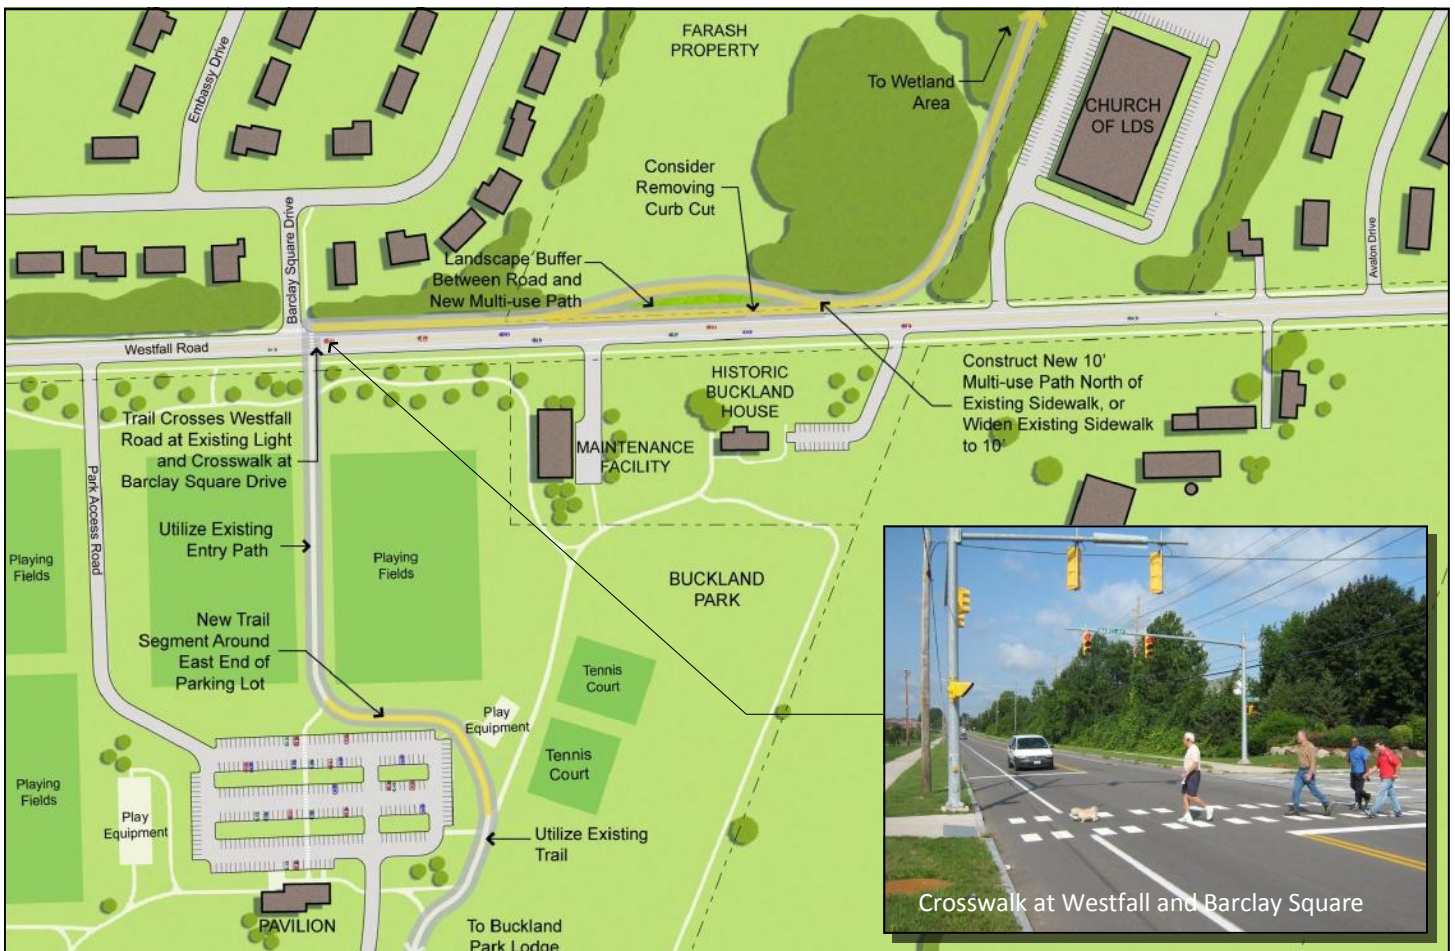 FARASH
PROPERTY
Embassy Drive
To Wetland
Area
CHURCH
OF LDS
Consider
Removing
Curb Cut
Barclay Square Drive
Avalon Drive
Landscape Buffer
Between Road and
New Multi-use Path
Westfall Road
HISTORIC
BUCKLAND
HOUSE
Construct New 10'
Multi-use Path North of
Existing Sidewalk, or
Widen Existing Sidewalk
to 10'
Trail Crosses Westfall
Road at Existing Light
and Crosswalk at
Barclay Square Drive
MAINTENANCE
FACILITY
Park Access Road
Utilize Existing
Entry Path
Playing
Fields
Playing
Fields
BUCKLAND
PARK
New Trail
Segment Around
East End of
Parking Lot
Tennis
Court
Play
Equipment
Tennis
Court
Playing
Fields
Play
Equipment
Utilize Existing
Trail
PAVILION
To Buckland
Park Lodge
Crosswalk at Westfall and Barclay Square